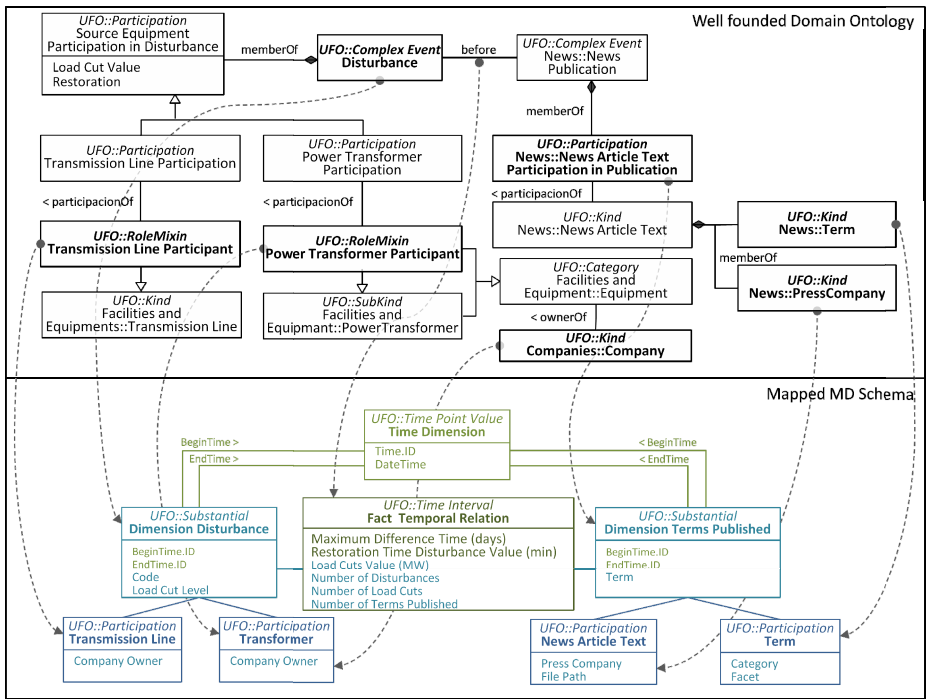 Well founded Domain Ontology
UFO::Participation
Source Equipment
Participation in Disturbance
Load Cut Value
Restoration
memberOf
UFO::Complex Event
Disturbance
before
UFO::Complex Event
News::News
Publication
memberOf
UFO::Participation
Transmission Line Participation
UFO::Participation
Power Transformer
Participation
UFO::Participation
News::News Article Text
Participation in Publication
< participacionOf
< participacionOf
< participacionOf
UFO::RoleMixin
Transmission Line Participant
UFO::RoleMixin
Power Transformer Participant
UFO::Kind
News::News Article Text
UFO::Kind
News::Term
memberOf
UFO::Kind
News::PressCompany
UFO::Kind
Facilities and
Equipments::Transmission Line
UFO::SubKind
Facilities and
Equipmant::PowerTransformer
UFO::Category
Facilities and
Equipment::Equipment
< ownerOf
UFO::Kind
Companies::Company
Mapped MD Schema
UFO::Time Point Value
Time Dimension
Time.ID
DateTime
BeginTime >
EndTime >
< BeginTime
< EndTime
UFO::Substantial
Dimension Disturbance
BeginTime.ID
EndTime.ID
Code
Load Cut Level
UFO::Time Interval
Fact Temporal Relation
Maximum Difference Time (days)
Restoration Time Disturbance Value (min)
Load Cuts Value (MW)
Number of Disturbances
Number of Load Cuts
Number of Terms Published
UFO::Substantial
Dimension Terms Published
BeginTime.ID
EndTime.ID
Term
UFO::Participation
Transmission Line
Company Owner
UFO::Participation
Transformer
Company Owner
UFO::Participation
News Article Text
Press Company
File Path
UFO::Participation
Term
Category
Facet